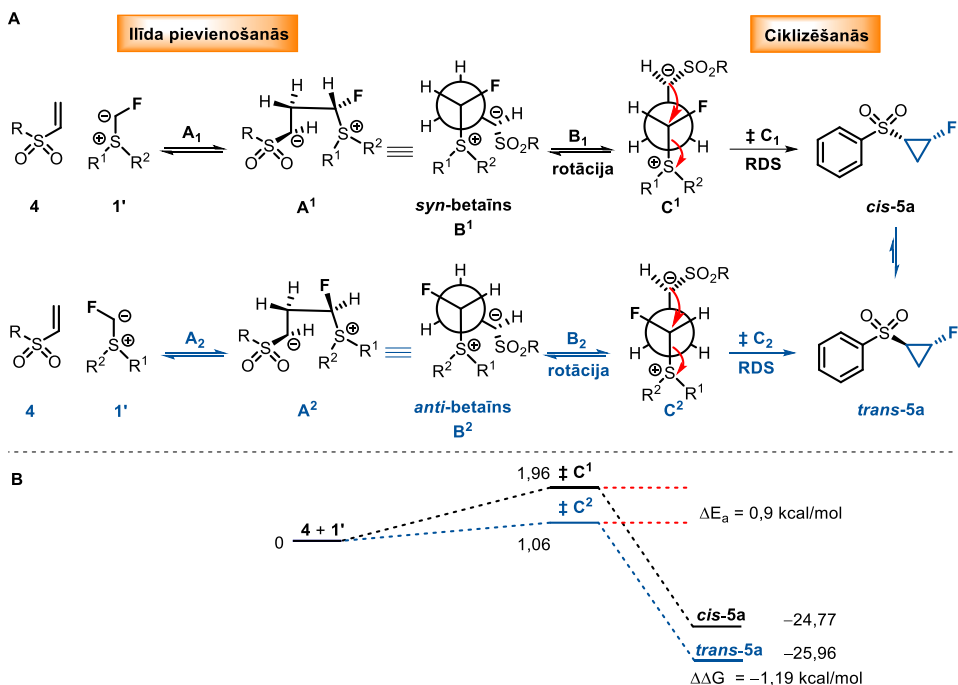 A
Ilīda pievienošanās
Ciklizēšanās
R S O O
4
⊖ F
⊕ S
R¹ R²
1'
A₁
H H F
H H
R S ⊖ S ⊕
O O R¹ R²
A¹
H
H F
H ⊖ H
S ⊕ SO₂R
R¹ R²
syn-betaīns
B¹
B₁
rotācija
H ⊖ SO₂R
H F
H H
⊕ S
R¹ R²
C¹
‡ C₁
RDS
O O
S F
cis-5a
R S O O
4
F ⊖
S ⊕
R² R¹
1'
A₂
H F
H H
H
R S ⊖ S ⊕
O O R² R¹
A²
H
F H
H ⊖ H
S ⊕ SO₂R
R² R¹
anti-betaīns
B²
B₂
rotācija
H ⊖ SO₂R
F H
H H
⊕ S
R² R¹
C²
‡ C₂
RDS
O O
S F
trans-5a
B
1,96 ‡ C¹
‡ C²
ΔEₐ = 0,9 kcal/mol
4 + 1'
0
1,06
cis-5a −24,77
trans-5a −25,96
ΔΔG = −1,19 kcal/mol